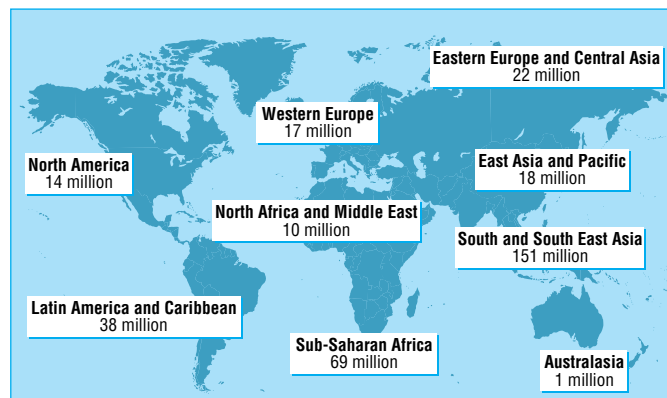 Eastern Europe and Central Asia
22 million
Western Europe
17 million
North America
14 million
East Asia and Pacific
18 million
North Africa and Middle East
10 million
South and South East Asia
151 million
Latin America and Caribbean
38 million
Sub-Saharan Africa
69 million
Australasia
1 million